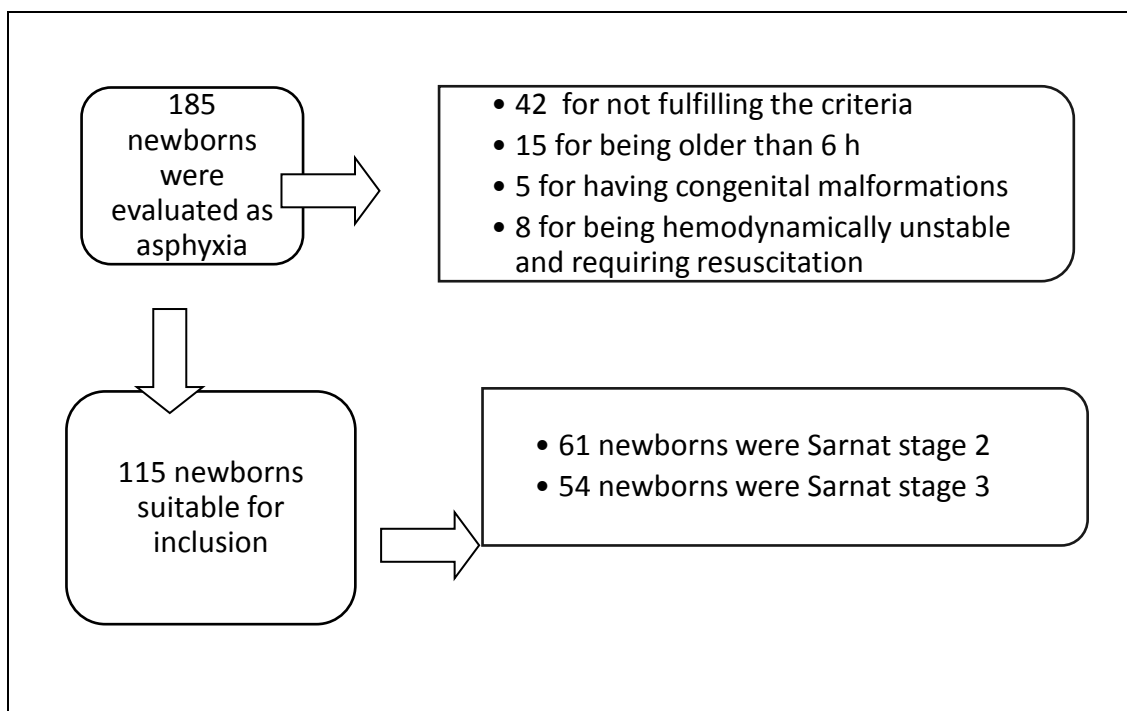 185
newborns
were
evaluated as
asphyxia
• 42  for not fulfilling the criteria
• 15 for being older than 6 h
• 5 for having congenital malformations
• 8 for being hemodynamically unstable
and requiring resuscitation
115 newborns
suitable for
inclusion
• 61 newborns were Sarnat stage 2
• 54 newborns were Sarnat stage 3